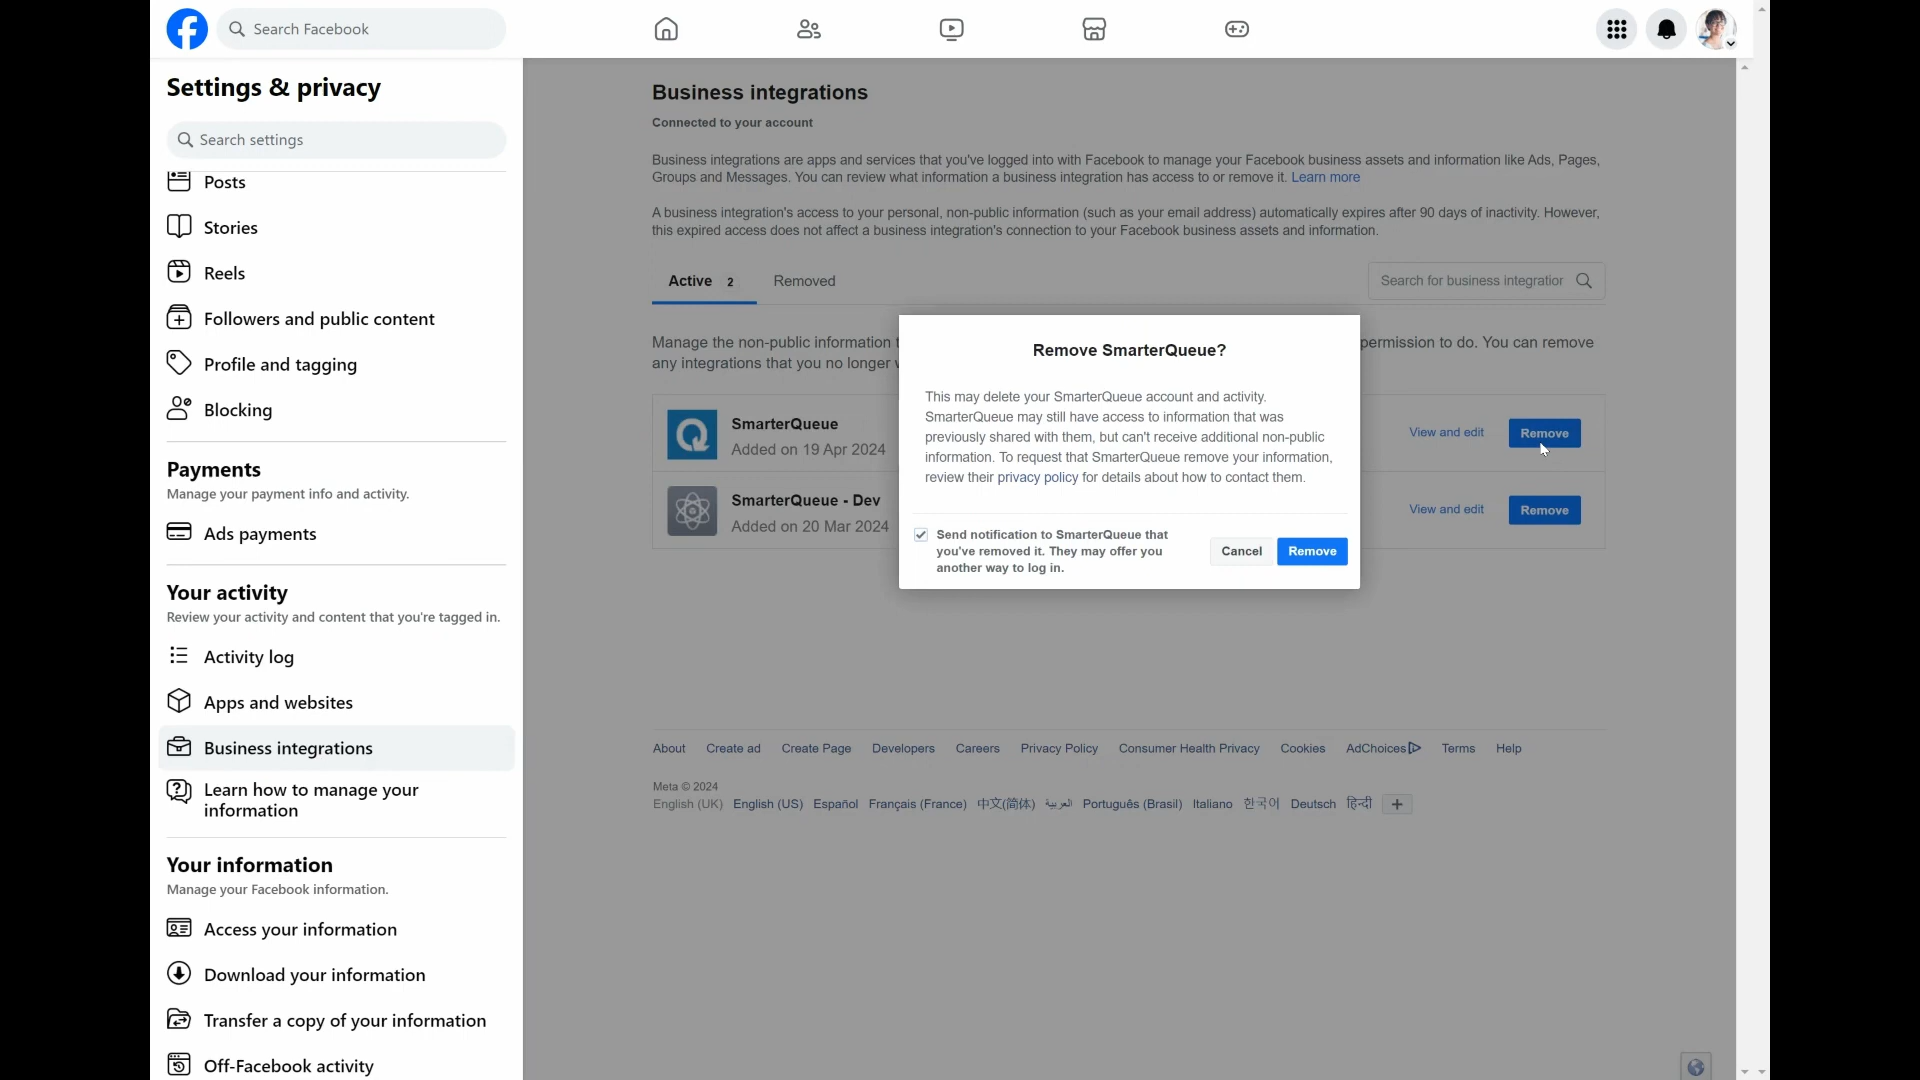 Search Facebook
Settings & privacy
Search settings
Posts
Stories
Reels
Followers and public content
Profile and tagging
Blocking
Payments
Manage your payment info and activity.
Ads payments
Your activity
Review your activity and content that you're tagged in.
Activity log
Apps and websites
Business integrations
Learn how to manage your
information
Your information
Manage your Facebook information.
Access your information
Download your information
Transfer a copy of your information
Off-Facebook activity
Business integrations
Connected to your account
Business integrations are apps and services that you've logged into with Facebook to manage your Facebook business assets and information like Ads, Pages,
Groups and Messages. You can review what information a business integration has access to or remove it. Learn more
A business integration's access to your personal, non-public information (such as your email address) automatically expires after 90 days of inactivity. However,
this expired access does not affect a business integration's connection to your Facebook business assets and information.
Active 2 Removed Search for business integration
Manage the non-public information permission to do. You can remove
any integrations that you no longer
SmarterQueue
Added on 19 Apr 2024
View and edit Remove
SmarterQueue - Dev
Added on 20 Mar 2024
View and edit Remove
Remove SmarterQueue?
This may delete your SmarterQueue account and activity.
SmarterQueue may still have access to information that was
previously shared with them, but can't receive additional non-public
information. To request that SmarterQueue remove your information,
review their privacy policy for details about how to contact them.
Send notification to SmarterQueue that
you've removed it. They may offer you
another way to log in.
Cancel Remove
About Create ad Create Page Developers Careers Privacy Policy Consumer Health Privacy Cookies AdChoices Terms Help
Meta © 2024
English (UK) English (US) Español Français (France) 中文(简体) العربية Português (Brasil) Italiano 한국어 Deutsch हिन्दी +